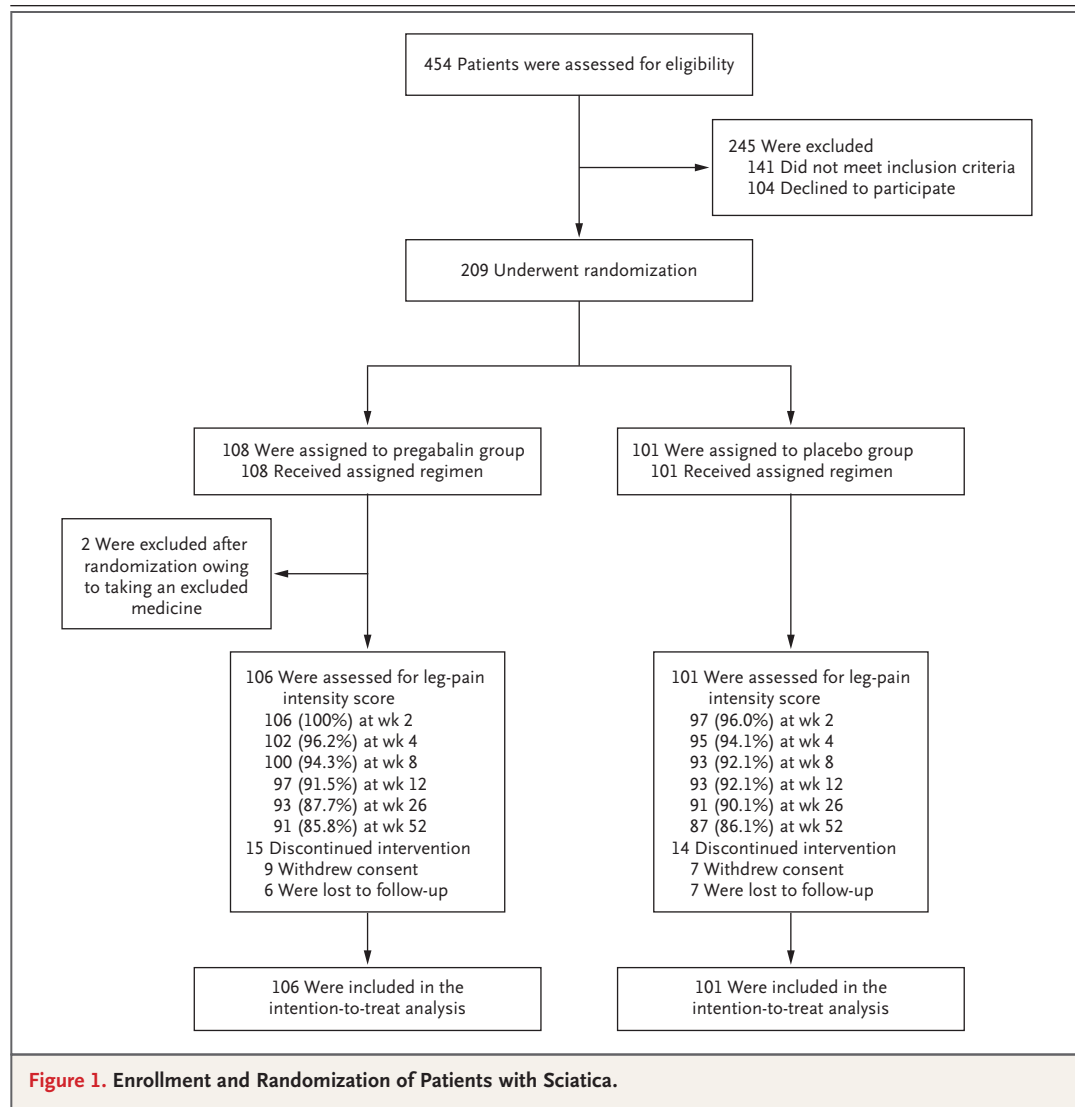 454 Patients were assessed for eligibility
245 Were excluded
141 Did not meet inclusion criteria
104 Declined to participate
209 Underwent randomization
108 Were assigned to pregabalin group
108 Received assigned regimen
101 Were assigned to placebo group
101 Received assigned regimen
2 Were excluded after
randomization owing
to taking an excluded
medicine
106 Were assessed for leg-pain
intensity score
106 (100%) at wk 2
102 (96.2%) at wk 4
100 (94.3%) at wk 8
97 (91.5%) at wk 12
93 (87.7%) at wk 26
91 (85.8%) at wk 52
15 Discontinued intervention
9 Withdrew consent
6 Were lost to follow-up
101 Were assessed for leg-pain
intensity score
97 (96.0%) at wk 2
95 (94.1%) at wk 4
93 (92.1%) at wk 8
93 (92.1%) at wk 12
91 (90.1%) at wk 26
87 (86.1%) at wk 52
14 Discontinued intervention
7 Withdrew consent
7 Were lost to follow-up
106 Were included in the
intention-to-treat analysis
101 Were included in the
intention-to-treat analysis
Figure 1. Enrollment and Randomization of Patients with Sciatica.